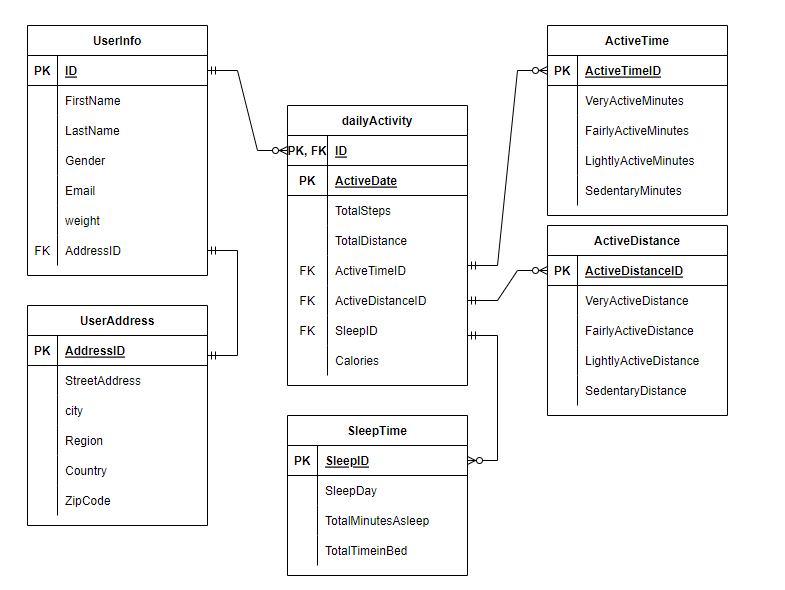 UserInfo
PK ID
FirstName
LastName
Gender
Email
weight
FK AddressID
UserAddress
PK AddressID
StreetAddress
city
Region
Country
ZipCode
dailyActivity
PK, FK ID
PK ActiveDate
TotalSteps
TotalDistance
FK ActiveTimeID
FK ActiveDistanceID
FK SleepID
Calories
SleepTime
PK SleepID
SleepDay
TotalMinutesAsleep
TotalTimeinBed
ActiveTime
PK ActiveTimeID
VeryActiveMinutes
FairlyActiveMinutes
LightlyActiveMinutes
SedentaryMinutes
ActiveDistance
PK ActiveDistanceID
VeryActiveDistance
FairlyActiveDistance
LightlyActiveDistance
SedentaryDistance